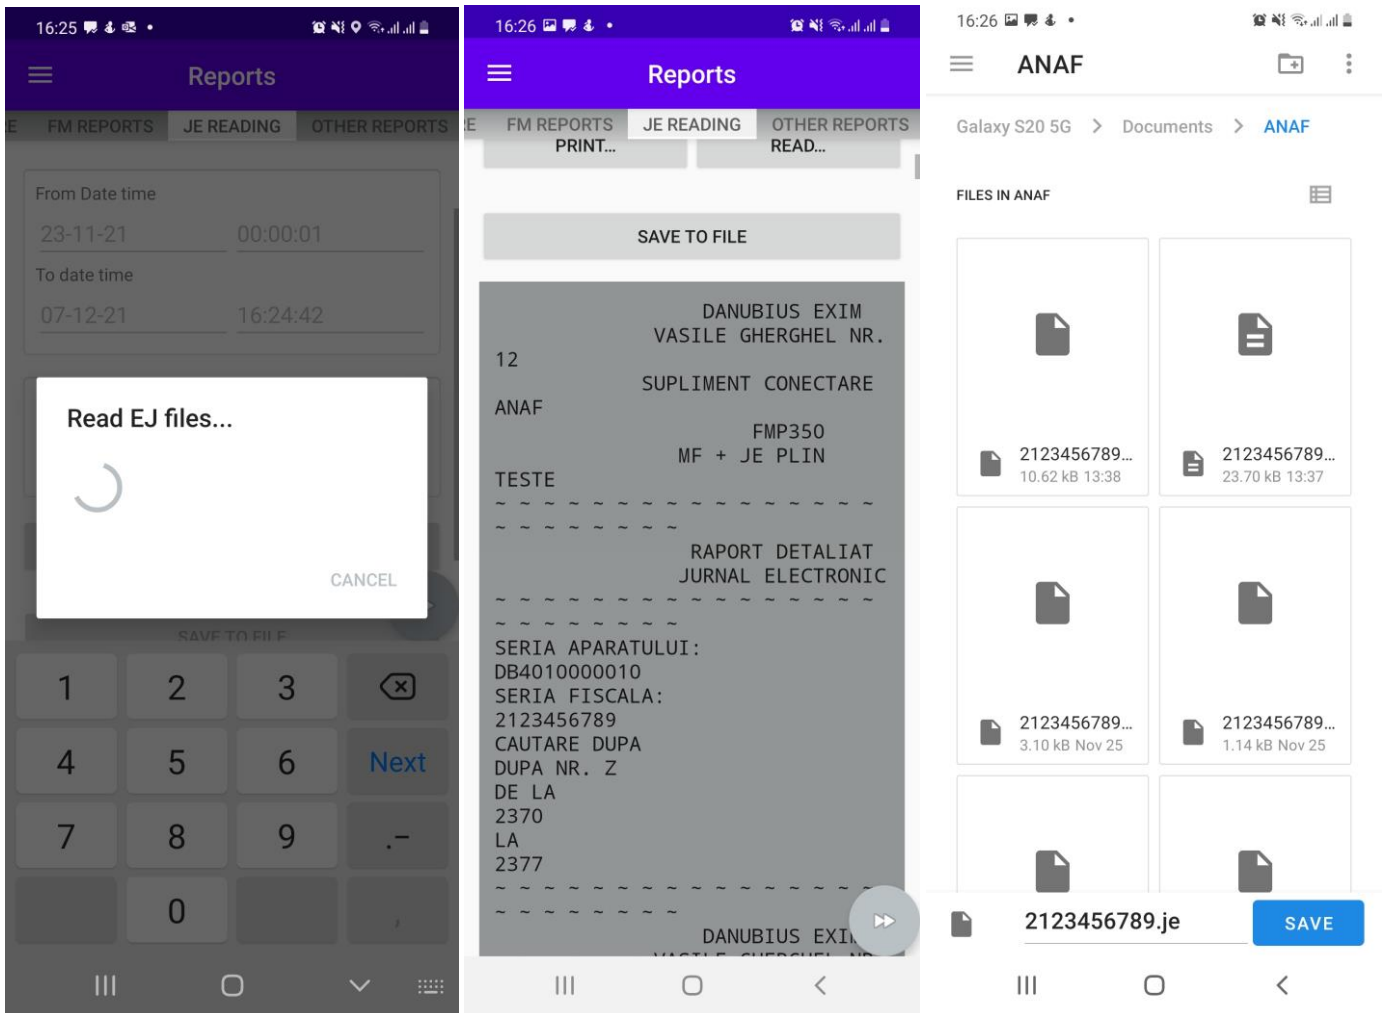 16:25
Reports
E FM REPORTS JE READING OTHER REPORTS
From Date time
23-11-21 00:00:01
To date time
07-12-21 16:24:42
Read EJ files...
CANCEL
SAVE TO FILE
1 2 3
4 5 6 Next
7 8 9 .-
0 ,
16:26
Reports
RE FM REPORTS JE READING OTHER REPORTS
PRINT... READ...
SAVE TO FILE
DANUBIUS EXIM
VASILE GHERGHEL NR.
12
SUPLIMENT CONECTARE
ANAF
FMP350
MF + JE PLIN
TESTE
~ ~ ~ ~ ~ ~ ~ ~ ~ ~ ~ ~ ~ ~ ~ ~
~ ~ ~ ~ ~ ~ ~ ~
RAPORT DETALIAT
JURNAL ELECTRONIC
~ ~ ~ ~ ~ ~ ~ ~ ~ ~ ~ ~ ~ ~ ~ ~
~ ~ ~ ~ ~ ~ ~ ~
SERIA APARATULUI:
DB4010000010
SERIA FISCALA:
2123456789
CAUTARE DUPA
DUPA NR. Z
DE LA
2370
LA
2377
~ ~ ~ ~ ~ ~ ~ ~ ~ ~ ~ ~ ~ ~ ~ ~
~ ~ ~ ~ ~ ~ ~ ~
DANUBIUS EXIM
VASILE GHERGHEL NR
16:26
ANAF
Galaxy S20 5G > Documents > ANAF
FILES IN ANAF
2123456789... 2123456789...
10.62 kB 13:38 23.70 kB 13:37
2123456789... 2123456789...
3.10 kB Nov 25 1.14 kB Nov 25
2123456789.je SAVE